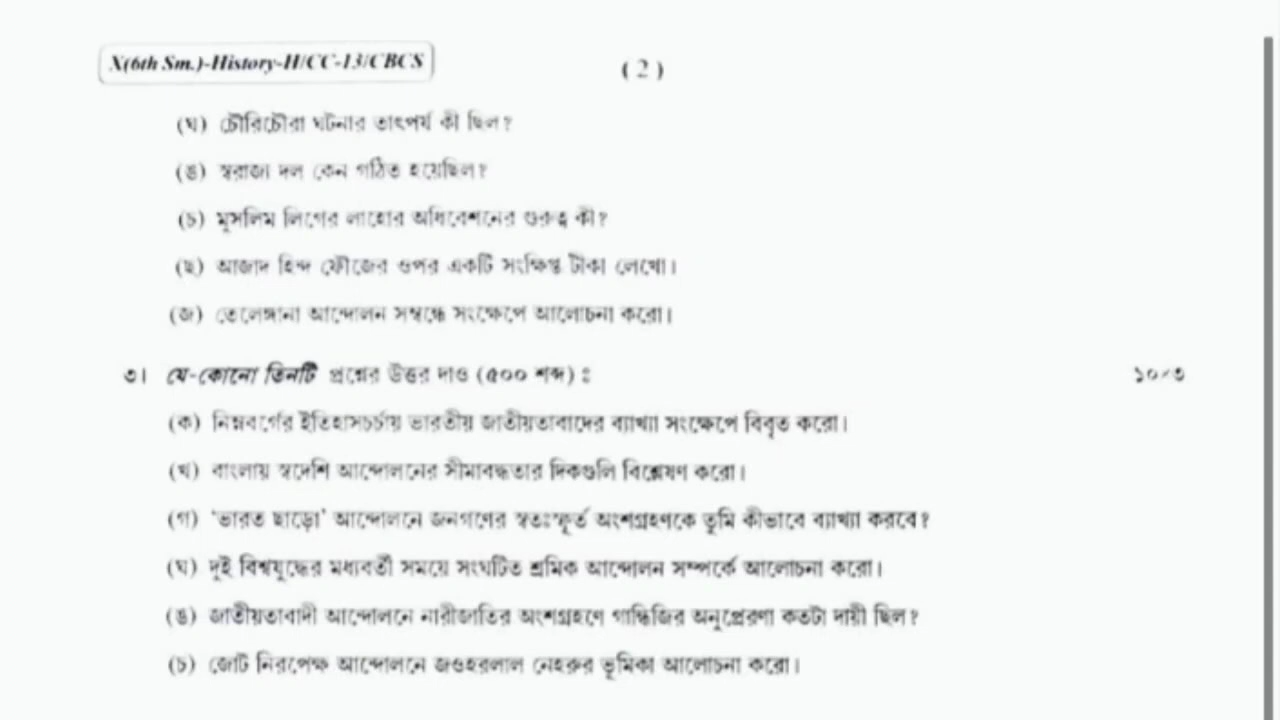 X(6th Sm.)-History-H/CC-13/CBCS
( 2 )
(ঘ) চৌরিচৌরা ঘটনার তাৎপর্য কী ছিল?
(ঙ) স্বরাজ্য দল কেন গঠিত হয়েছিল?
(চ) মুসলিম লিগের লাহোর অধিবেশনের গুরুত্ব কী?
(ছ) আজাদ হিন্দ ফৌজের ওপর একটি সংক্ষিপ্ত টীকা লেখো।
(জ) তেলেঙ্গানা আন্দোলন সম্বন্ধে সংক্ষেপে আলোচনা করো।
৩। যে-কোনো তিনটি প্রশ্নের উত্তর দাও (৫০০ শব্দ) : ১০×৩
(ক) নিম্নবর্গের ইতিহাসচর্চায় ভারতীয় জাতীয়তাবাদের ব্যাখ্যা সংক্ষেপে বিবৃত করো।
(খ) বাংলায় স্বদেশি আন্দোলনের সীমাবদ্ধতার দিকগুলি বিশ্লেষণ করো।
(গ) ‘ভারত ছাড়ো’ আন্দোলনে জনগণের স্বতঃস্ফূর্ত অংশগ্রহণকে তুমি কীভাবে ব্যাখ্যা করবে?
(ঘ) দুই বিশ্বযুদ্ধের মধ্যবর্তী সময়ে সংঘটিত শ্রমিক আন্দোলন সম্পর্কে আলোচনা করো।
(ঙ) জাতীয়তাবাদী আন্দোলনে নারীজাতির অংশগ্রহণে গান্ধিজির অনুপ্রেরণা কতটা দায়ী ছিল?
(চ) জোট নিরপেক্ষ আন্দোলনে জওহরলাল নেহরুর ভূমিকা আলোচনা করো।